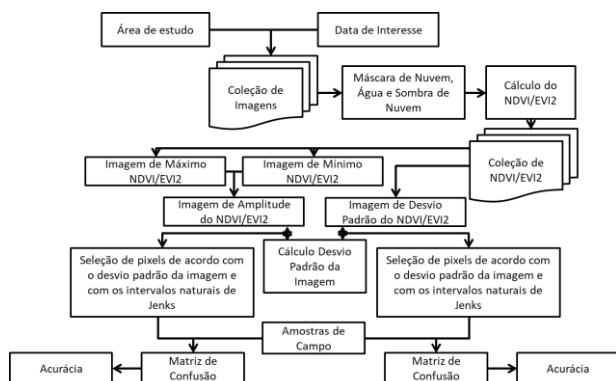 Área de estudo
Data de Interesse
Coleção de
Imagens
Máscara de Nuvem,
Água e Sombra de
Nuvem
Cálculo do
NDVI/EVI2
Imagem de Máximo
NDVI/EVI2
Imagem de Mínimo
NDVI/EVI2
Coleção de
NDVI/EVI2
Imagem de Amplitude
do NDVI/EVI2
Imagem de Desvio
Padrão do NDVI/EVI2
Seleção de pixels de acordo com
o desvio padrão da imagem e
com os intervalos naturais de
Jenks
Cálculo Desvio
Padrão da
Imagem
Seleção de pixels de acordo com
o desvio padrão da imagem e
com os intervalos naturais de
Jenks
Amostras de
Campo
Acurácia
Matriz de
Confusão
Matriz de
Confusão
Acurácia